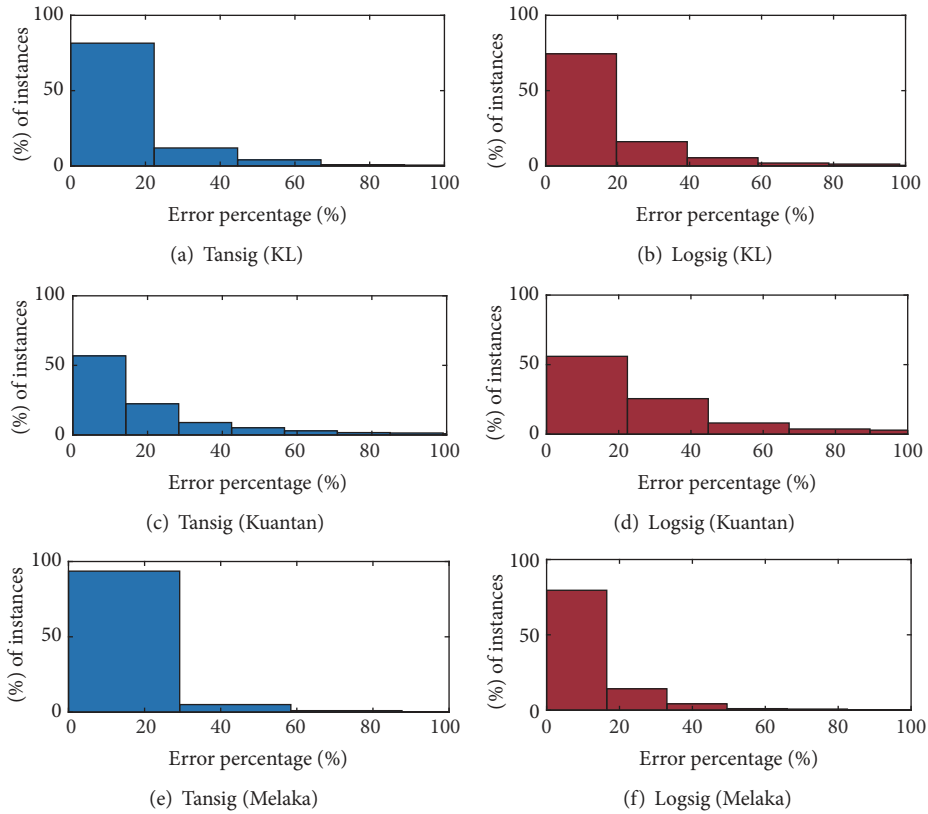 100
50
0
(%) of instances
0 20 40 60 80 100
Error percentage (%)
(a) Tansig (KL)
100
50
0
(%) of instances
0 20 40 60 80 100
Error percentage (%)
(b) Logsig (KL)
100
50
0
(%) of instances
0 20 40 60 80 100
Error percentage (%)
(c) Tansig (Kuantan)
100
50
0
(%) of instances
0 20 40 60 80 100
Error percentage (%)
(d) Logsig (Kuantan)
100
50
0
(%) of instances
0 20 40 60 80 100
Error percentage (%)
(e) Tansig (Melaka)
100
50
0
(%) of instances
0 20 40 60 80 100
Error percentage (%)
(f) Logsig (Melaka)